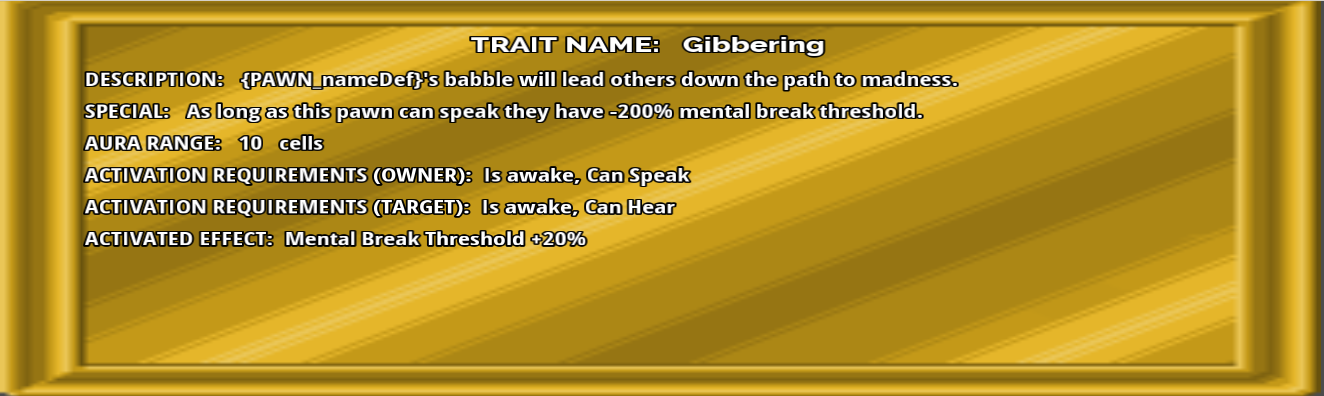 TRAIT NAME: Gibbering
DESCRIPTION: {PAWN_nameDef}'s babble will lead others down the path to madness.
SPECIAL: As long as this pawn can speak they have -200% mental break threshold.
AURA RANGE: 10 cells
ACTIVATION REQUIREMENTS (OWNER): Is awake, Can Speak
ACTIVATION REQUIREMENTS (TARGET): Is awake, Can Hear
ACTIVATED EFFECT: Mental Break Threshold +20%